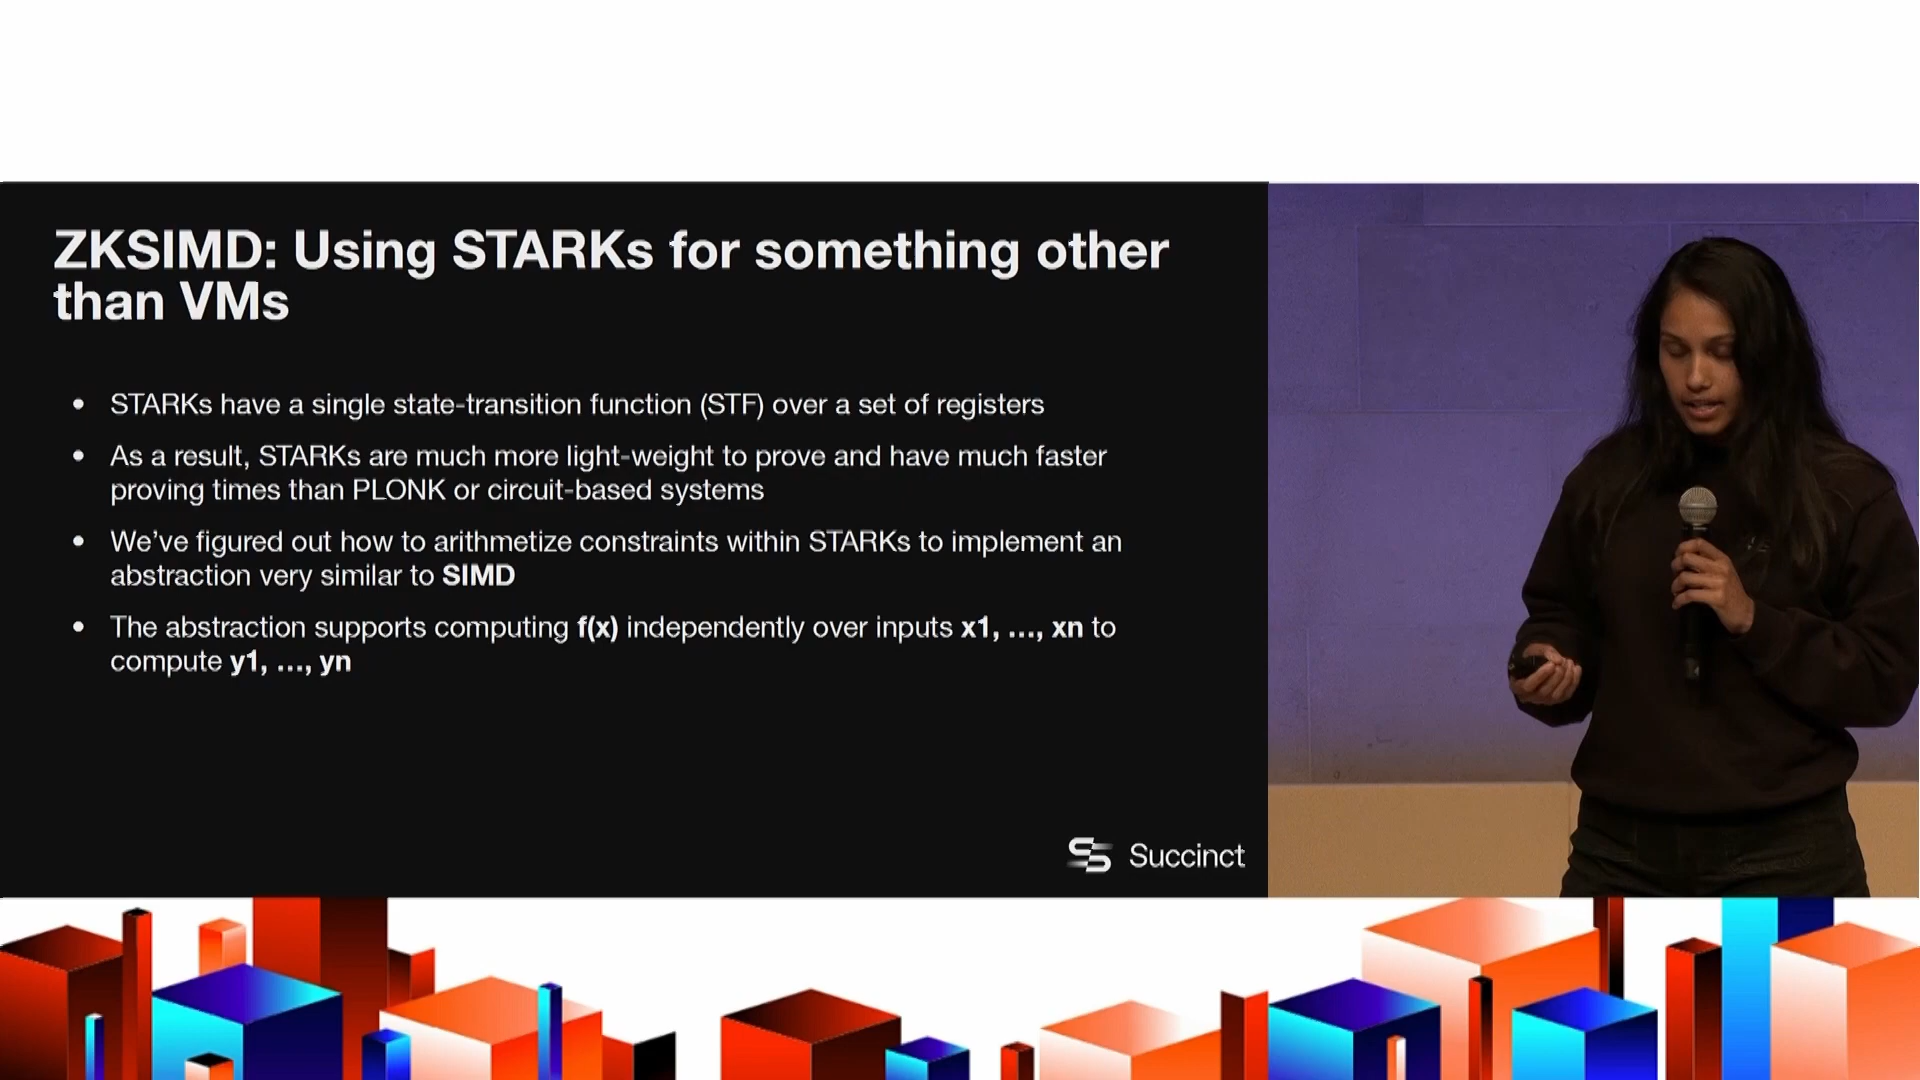 ZKSIMD: Using STARKs for something other
than VMs
• STARKs have a single state-transition function (STF) over a set of registers
• As a result, STARKs are much more light-weight to prove and have much faster
proving times than PLONK or circuit-based systems
• We’ve figured out how to arithmetize constraints within STARKs to implement an
abstraction very similar to SIMD
• The abstraction supports computing f(x) independently over inputs x1, …, xn to
compute y1, …, yn
Succinct